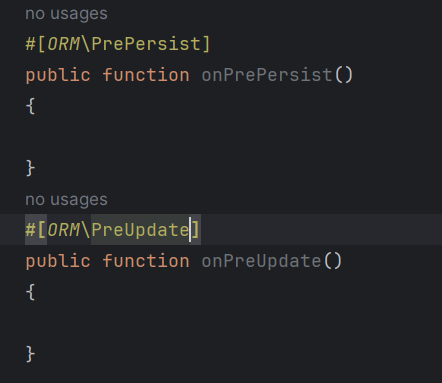 no usages
#[ORM\PrePersist]
public function onPrePersist()
{
}
no usages
#[ORM\PreUpdate]
public function onPreUpdate()
{
}